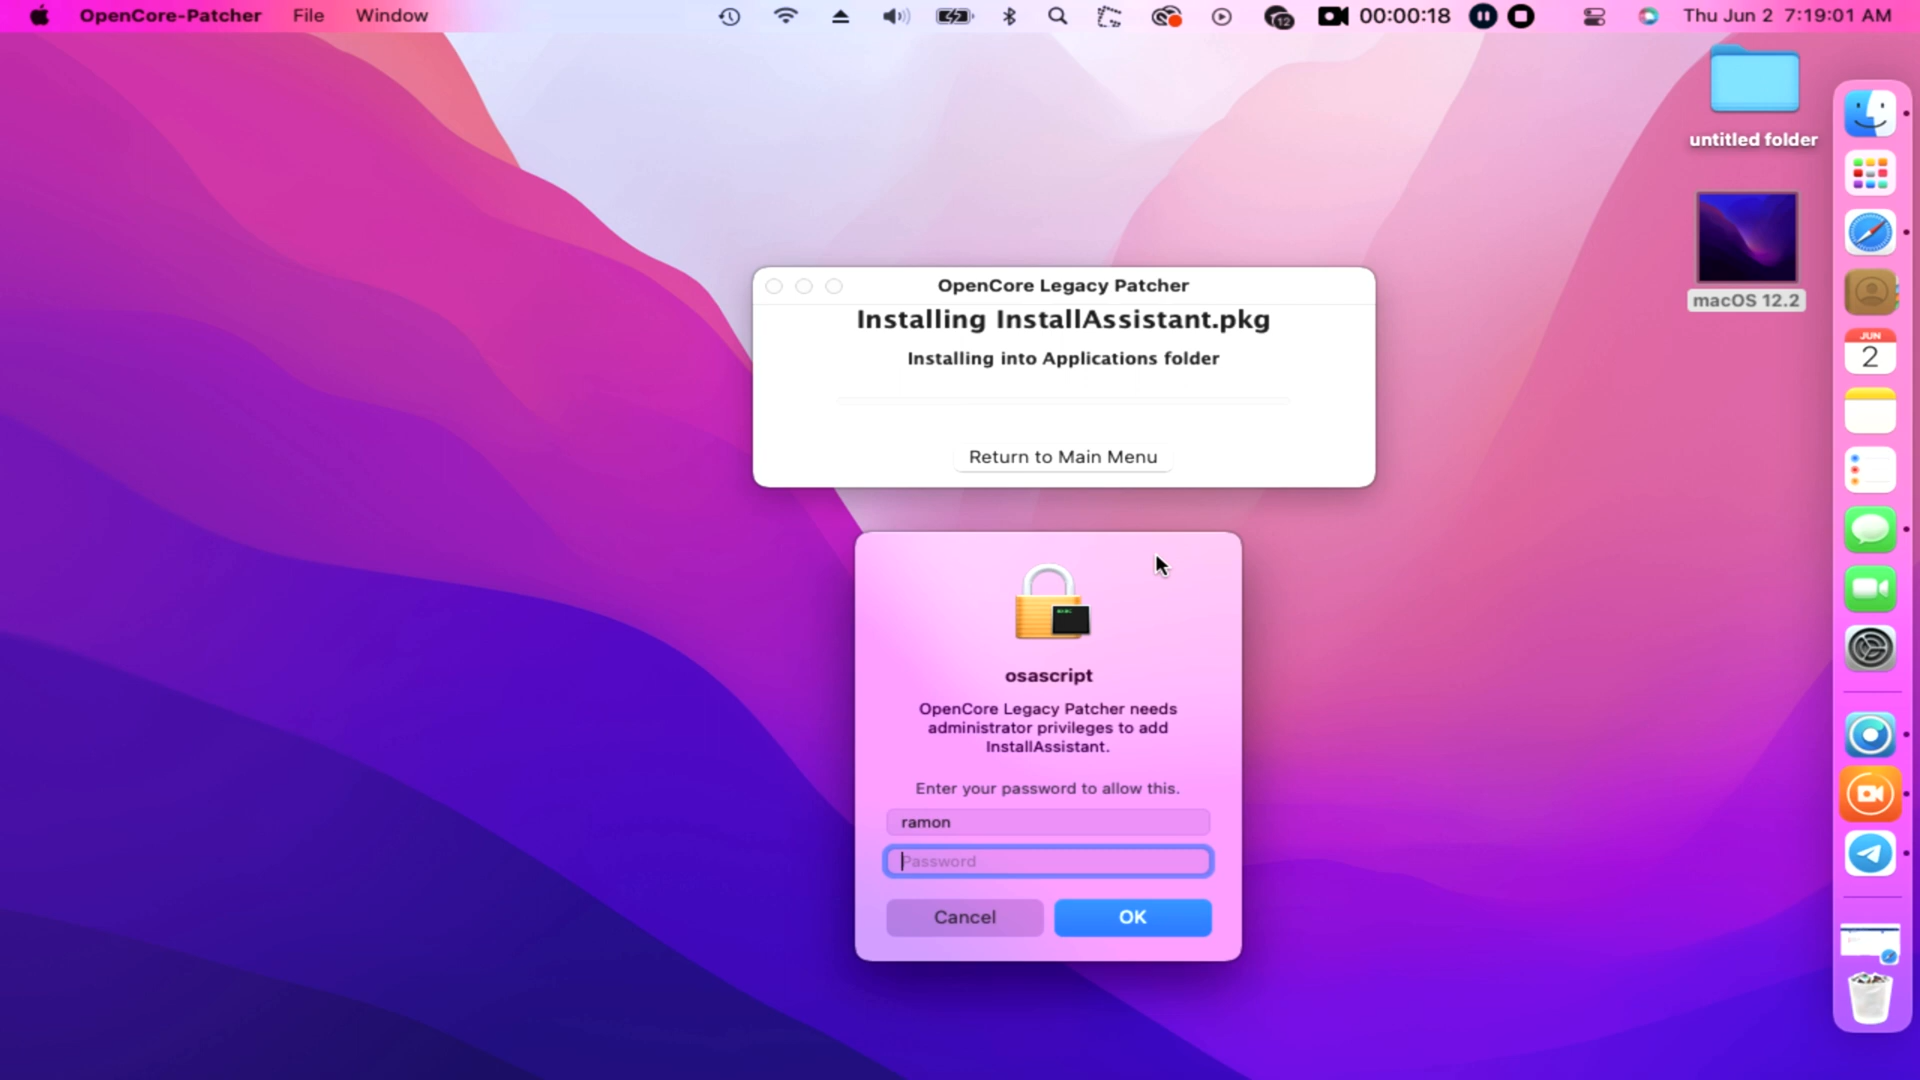 OpenCore-Patcher File Window 12 00:00:18 Thu Jun 2 7:19:01 AM
untitled folder
macOS 12.2
OpenCore Legacy Patcher
Installing InstallAssistant.pkg
Installing into Applications folder
Return to Main Menu
osascript
OpenCore Legacy Patcher needs
administrator privileges to add
InstallAssistant.
Enter your password to allow this.
ramon
Password
Cancel OK
JUN
2